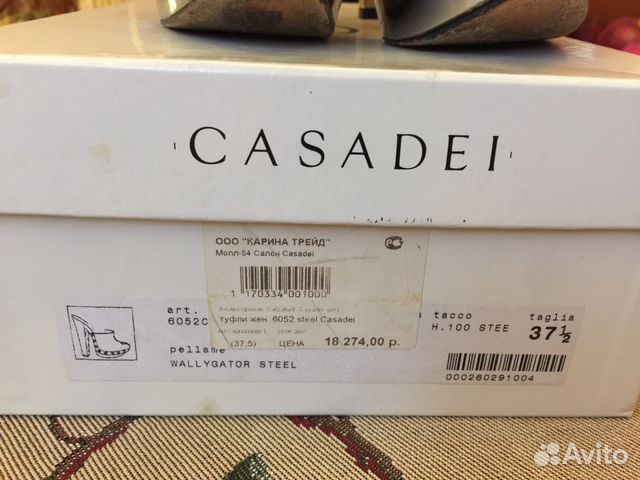 CASADEI
ООО "КАРИНА ТРЕЙД"
Молл-54 Салон Casadei
1 170334 001000
туфли жен. 6052 steel Casadei
(37,5) ЦЕНА 18 274,00 р.
art.
6052C
pellame
WALLYGATOR STEEL
tacco
H.100 STEE
taglia
37½
000260291004
Avito